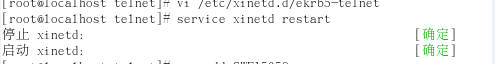 [root@localhost telnet]# vi /etc/xinetd.d/ekrb5-telnet
[root@localhost telnet]# service xinetd restart
停止 xinetd: [确定]
启动 xinetd: [确定]